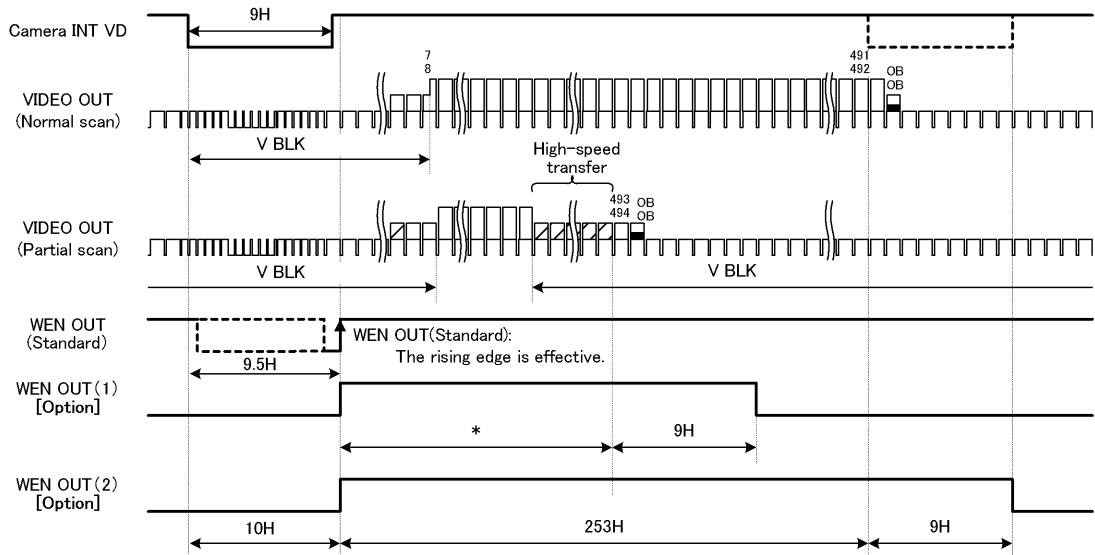 Camera INT VD
9H
7
8
491
492
OB
OB
VIDEO OUT
(Normal scan)
V BLK
High-speed
transfer
493
494
OB
OB
VIDEO OUT
(Partial scan)
V BLK
V BLK
WEN OUT
(Standard)
WEN OUT(Standard):
The rising edge is effective.
9.5H
WEN OUT(1)
[Option]
*
9H
WEN OUT(2)
[Option]
10H
253H
9H